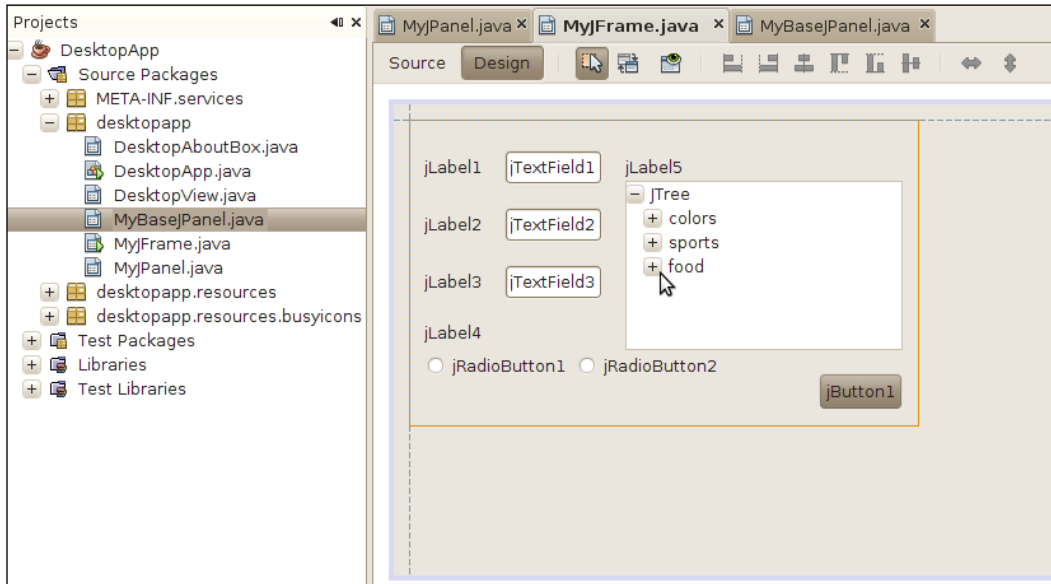 Projects
DesktopApp
Source Packages
META-INF.services
desktopapp
DesktopAboutBox.java
DesktopApp.java
DesktopView.java
MyBaseJPanel.java
MyJFrame.java
MyJPanel.java
desktopapp.resources
desktopapp.resources.busyicons
Test Packages
Libraries
Test Libraries
MyJPanel.java MyJFrame.java MyBaseJPanel.java
Source Design
jLabel1 jTextField1 jLabel5
JTree
colors
jLabel2 jTextField2
sports
food
jLabel3 jTextField3
jLabel4
jRadioButton1 jRadioButton2
jButton1